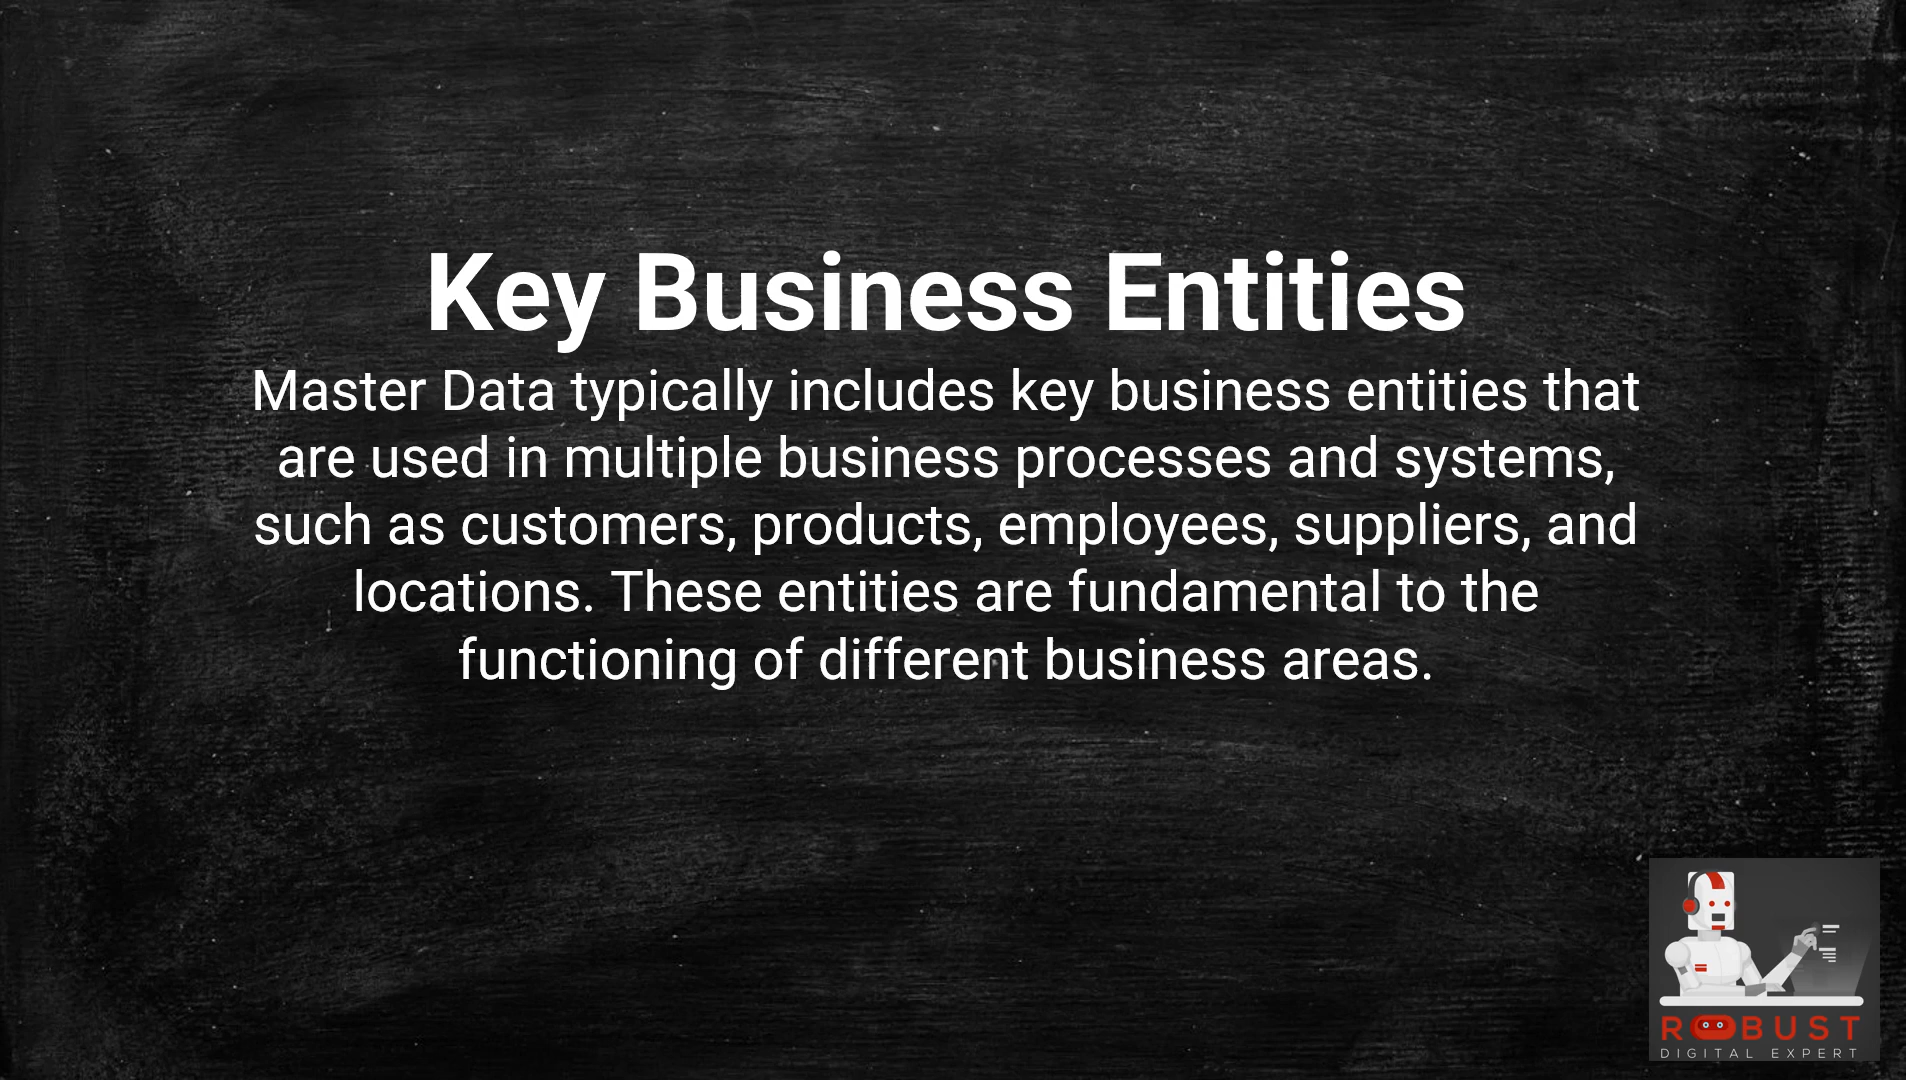 Key Business Entities
Master Data typically includes key business entities that
are used in multiple business processes and systems,
such as customers, products, employees, suppliers, and
locations. These entities are fundamental to the
functioning of different business areas.
ROBUST
DIGITAL EXPERT